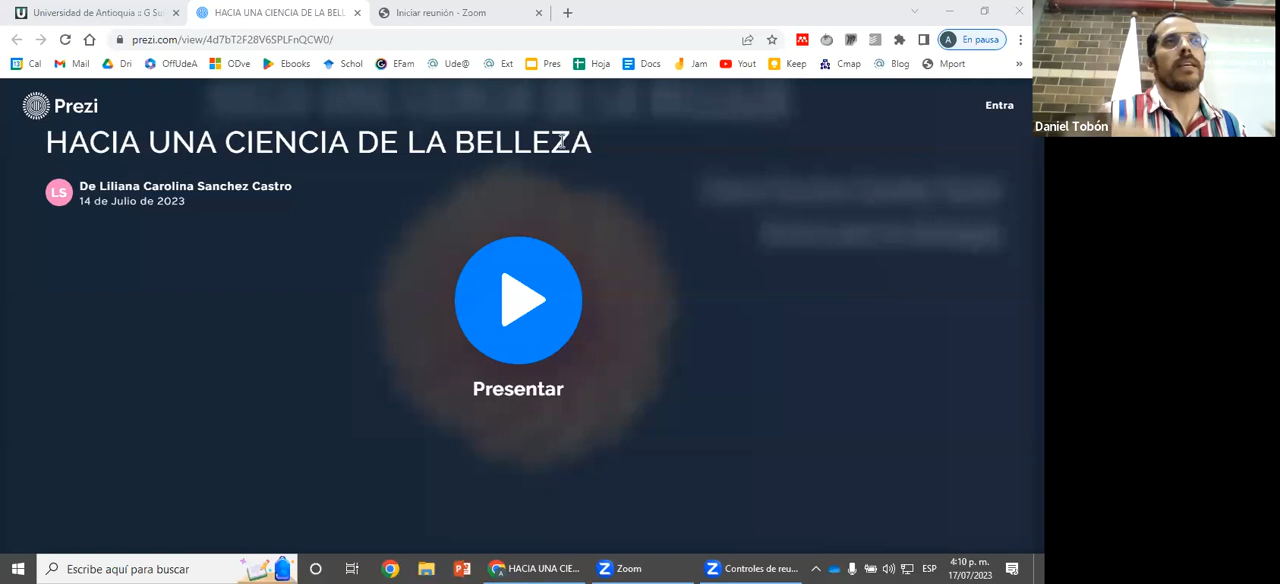 Universidad de Antioquia :: G Su
HACIA UNA CIENCIA DE LA BELL
Iniciar reunión - Zoom
prezi.com/view/4d7bT2F28V6SPLFnQCW0/
A En pausa
Cal Mail Dri OffUdeA ODve Ebooks Schol EFam Ude@ Ext Pres Hoja Docs Jam Yout Keep Cmap Blog Mport »
Prezi
Entra
HACIA UNA CIENCIA DE LA BELLEZA
LS
De Liliana Carolina Sanchez Castro
14 de Julio de 2023
Presentar
Daniel Tobón
Escribe aquí para buscar
HACIA UNA CIE...
Zoom
Controles de reu...
ESP
4:10 p. m.
17/07/2023